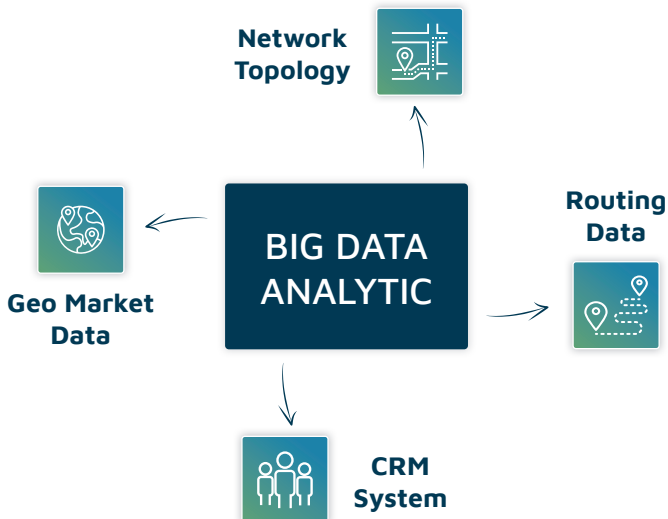 Network
Topology
Routing
Data
BIG DATA
ANALYTIC
Geo Market
Data
CRM
System